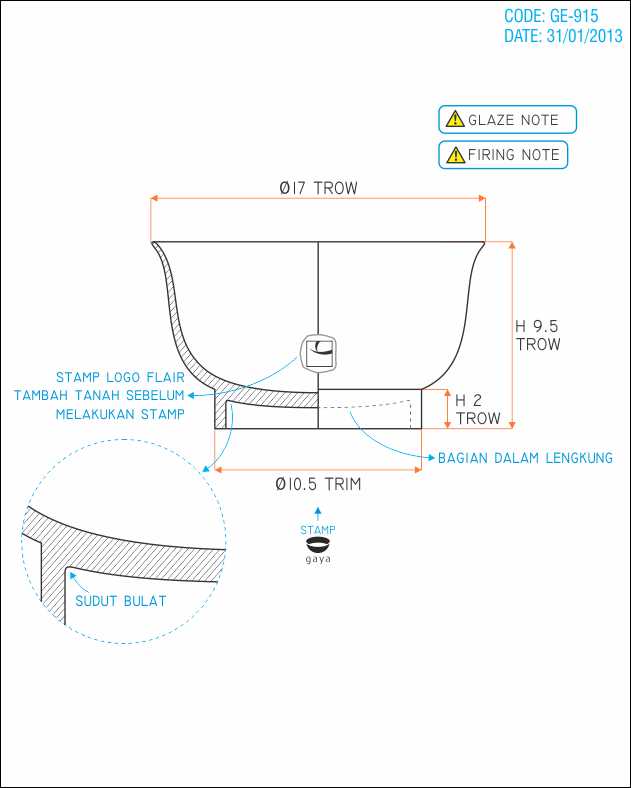 CODE: GE-915
DATE: 31/01/2013
GLAZE NOTE
FIRING NOTE
Ø17 TROW
H 9.5
TROW
STAMP LOGO FLAIR
TAMBAH TANAH SEBELUM
MELAKUKAN STAMP
H 2
TROW
BAGIAN DALAM LENGKUNG
Ø10.5 TRIM
STAMP
gaya
SUDUT BULAT